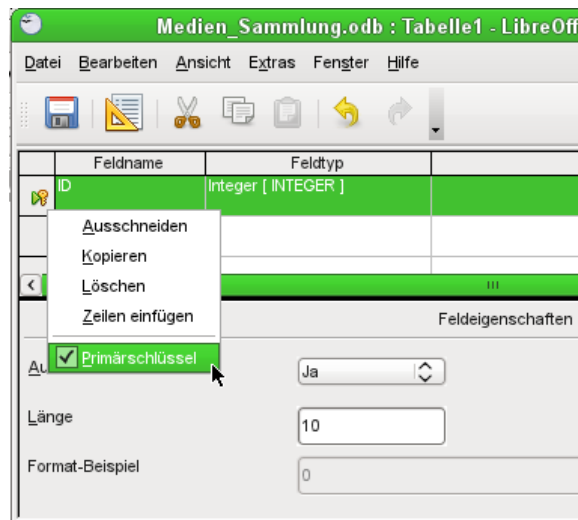 Medien_Sammlung.odb : Tabelle1 - LibreOff
Datei Bearbeiten Ansicht Extras Fenster Hilfe
Feldname Feldtyp
ID Integer [ INTEGER ]
Ausschneiden
Kopieren
Löschen
Zeilen einfügen
Primärschlüssel
Feldeigenschaften
Au
Ja
Länge
10
Format-Beispiel
0